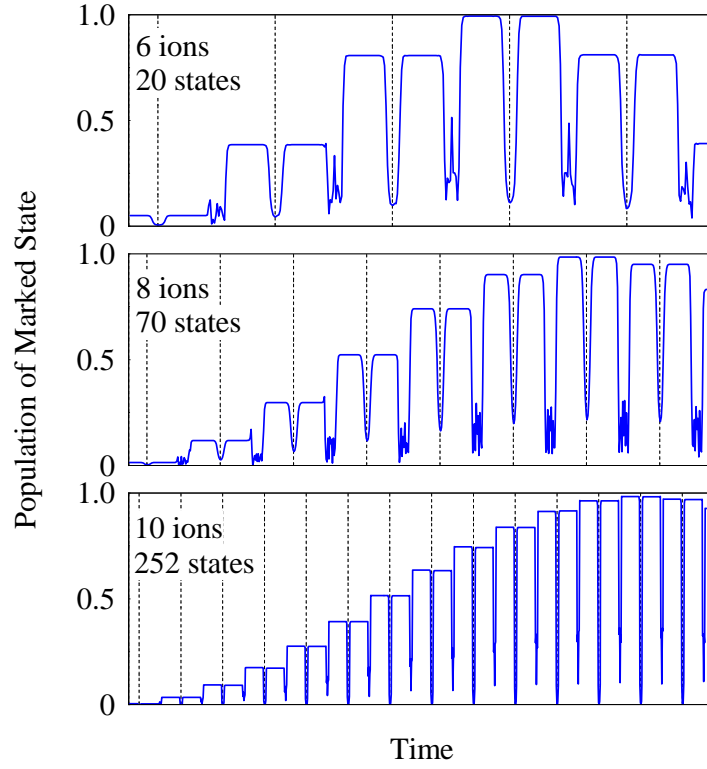 Population of Marked State
1.0
0.5
0
6 ions
20 states
1.0
0.5
0
8 ions
70 states
1.0
0.5
0
10 ions
252 states
Time